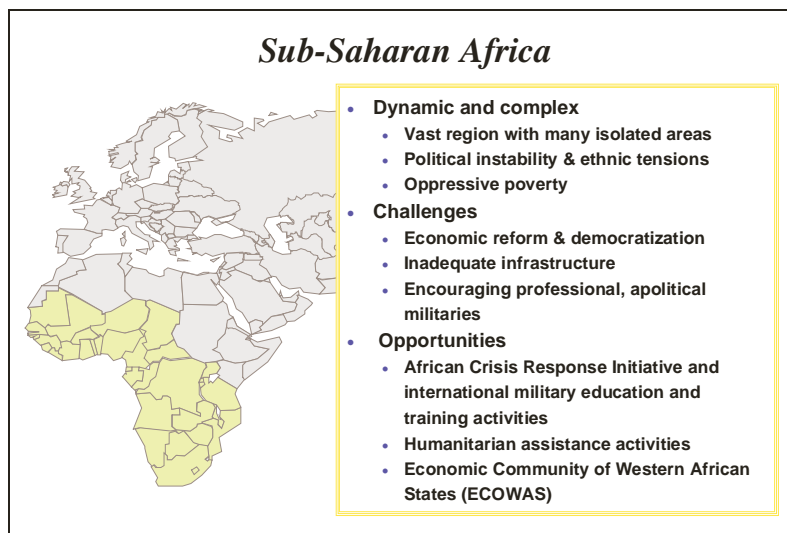 Sub-Saharan Africa
• Dynamic and complex
• Vast region with many isolated areas
• Political instability & ethnic tensions
• Oppressive poverty
• Challenges
• Economic reform & democratization
• Inadequate infrastructure
• Encouraging professional, apolitical
militaries
• Opportunities
• African Crisis Response Initiative and
international military education and
training activities
• Humanitarian assistance activities
• Economic Community of Western African
States (ECOWAS)